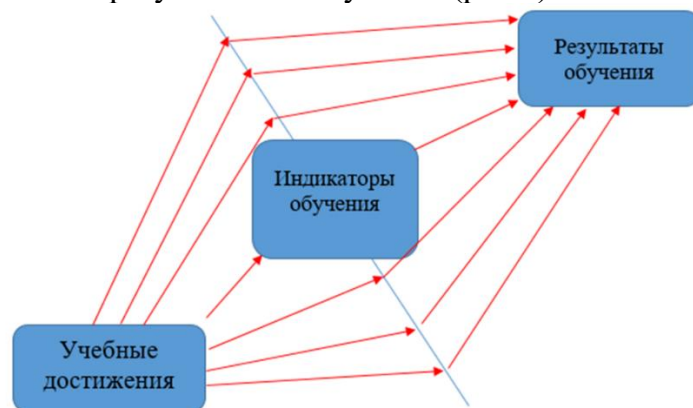 Результаты
обучения
Индикаторы
обучения
Учебные
достижения